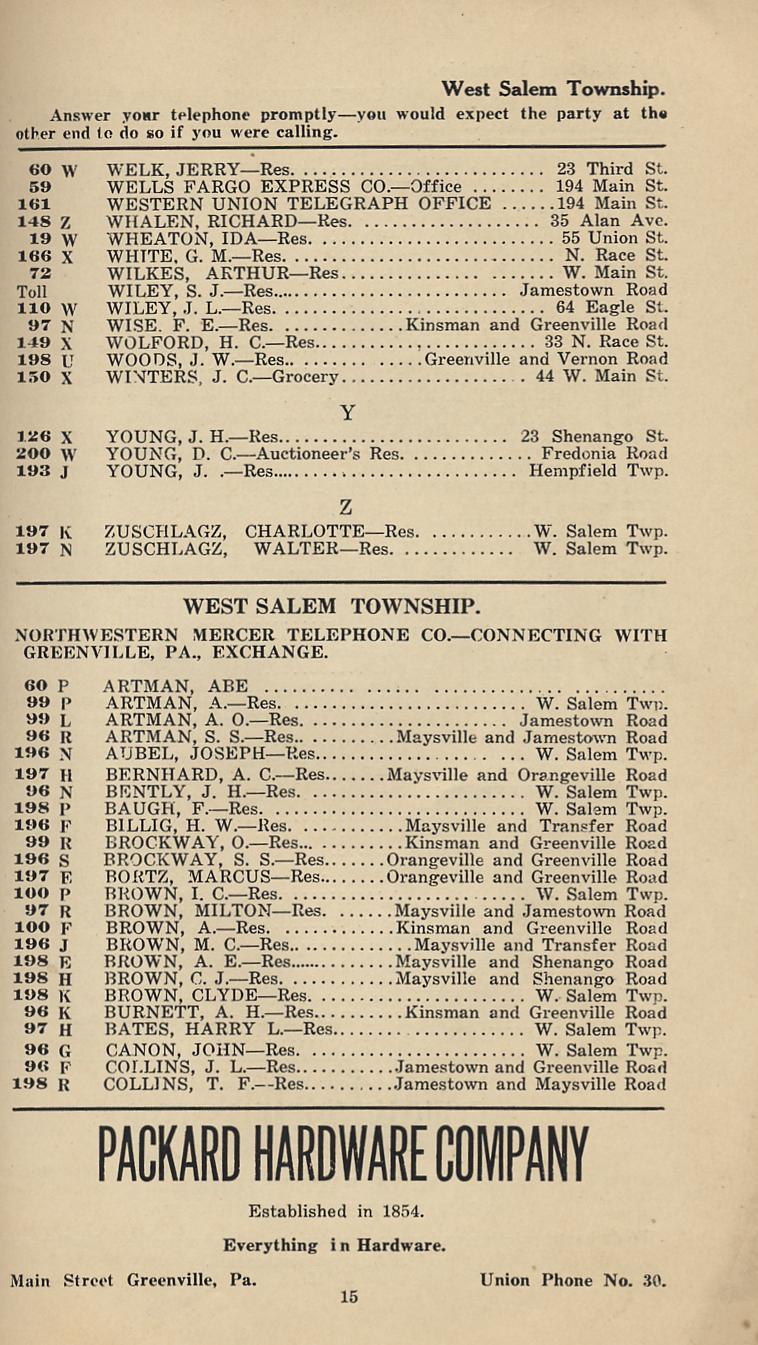 West Salem Township.
Answer your telephone promptly—you would expect the party at the
other end to do so if you were calling.
60 W WELK, JERRY—Res. .......................... 23 Third St.
59 WELLS FARGO EXPRESS CO.—Office ........ 194 Main St.
161 WESTERN UNION TELEGRAPH OFFICE ......194 Main St.
148 Z WHALEN, RICHARD—Res. ................... 35 Alan Ave.
19 W WHEATON, IDA—Res. ...................... 55 Union St.
166 X WHITE, G. M.—Res. ........................ N. Race St.
72 WILKES, ARTHUR—Res................ ....... W. Main St.
Toll WILEY, S. J.—Res........................ Jamestown Road
110 W WILEY, J. L.—Res. .......................... 64 Eagle St.
97 N WISE. F. E.—Res. .............Kinsman and Greenville Road
149 X WOLFORD, H. C.—Res...................... 33 N. Race St.
198 U WOODS, J. W.—Res.. .............Greenville and Vernon Road
150 X WINTERS, J. C.—Grocery.................... 44 W. Main St.
Y
126 X YOUNG, J. H.—Res........................ 23 Shenango St.
200 W YOUNG, D. C.—Auctioneer's Res. ............. Fredonia Road
193 J YOUNG, J. .—Res......................... Hempfield Twp.
Z
197 K ZUSCHLAGZ, CHARLOTTE—Res. ...........W. Salem Twp.
197 N ZUSCHLAGZ, WALTER—Res. ............ W. Salem Twp.
WEST SALEM TOWNSHIP.
NORTHWESTERN MERCER TELEPHONE CO.—CONNECTING WITH
GREENVILLE, PA., EXCHANGE.
60 P ARTMAN, ABE ............................................
99 P ARTMAN, A.—Res. .......................... W. Salem Twp.
99 L ARTMAN, A. O.—Res. ..................... Jamestown Road
96 R ARTMAN, S. S.—Res.. .........Maysville and Jamestown Road
196 N AUBEL, JOSEPH—Res....................... W. Salem Twp.
197 H BERNHARD, A. C.—Res.......Maysville and Orangeville Road
96 N BENTLY, J. H.—Res. ........................ W. Salem Twp.
198 P BAUGH, F.—Res. ........................... W. Salem Twp.
196 F BILLIG, H. W.—Res. ...........Maysville and Transfer Road
99 R BROCKWAY, O.—Res... ..........Kinsman and Greenville Road
196 S BROCKWAY, S. S.—Res.......Orangeville and Greenville Road
197 E BORTZ, MARCUS—Res........Orangeville and Greenville Road
100 P BROWN, I. C.—Res. ......................... W. Salem Twp.
97 R BROWN, MILTON—Res. ......Maysville and Jamestown Road
100 F BROWN, A.—Res. .............Kinsman and Greenville Road
196 J BROWN, M. C.—Res.. ............Maysville and Transfer Road
198 E BROWN, A. E.—Res..............Maysville and Shenango Road
198 H BROWN, C. J.—Res. .............Maysville and Shenango Road
198 K BROWN, CLYDE—Res. ...................... W. Salem Twp.
96 K BURNETT, A. H.—Res...........Kinsman and Greenville Road
97 H BATES, HARRY L.—Res..................... W. Salem Twp.
96 G CANON, JOHN—Res. ....................... W. Salem Twp.
96 F COLLINS, J. L.—Res...........Jamestown and Greenville Road
198 R COLLINS, T. F.--Res..........Jamestown and Maysville Road
PACKARD HARDWARE COMPANY
Established in 1854.
Everything in Hardware.
Main Street Greenville, Pa. Union Phone No. 30.
15